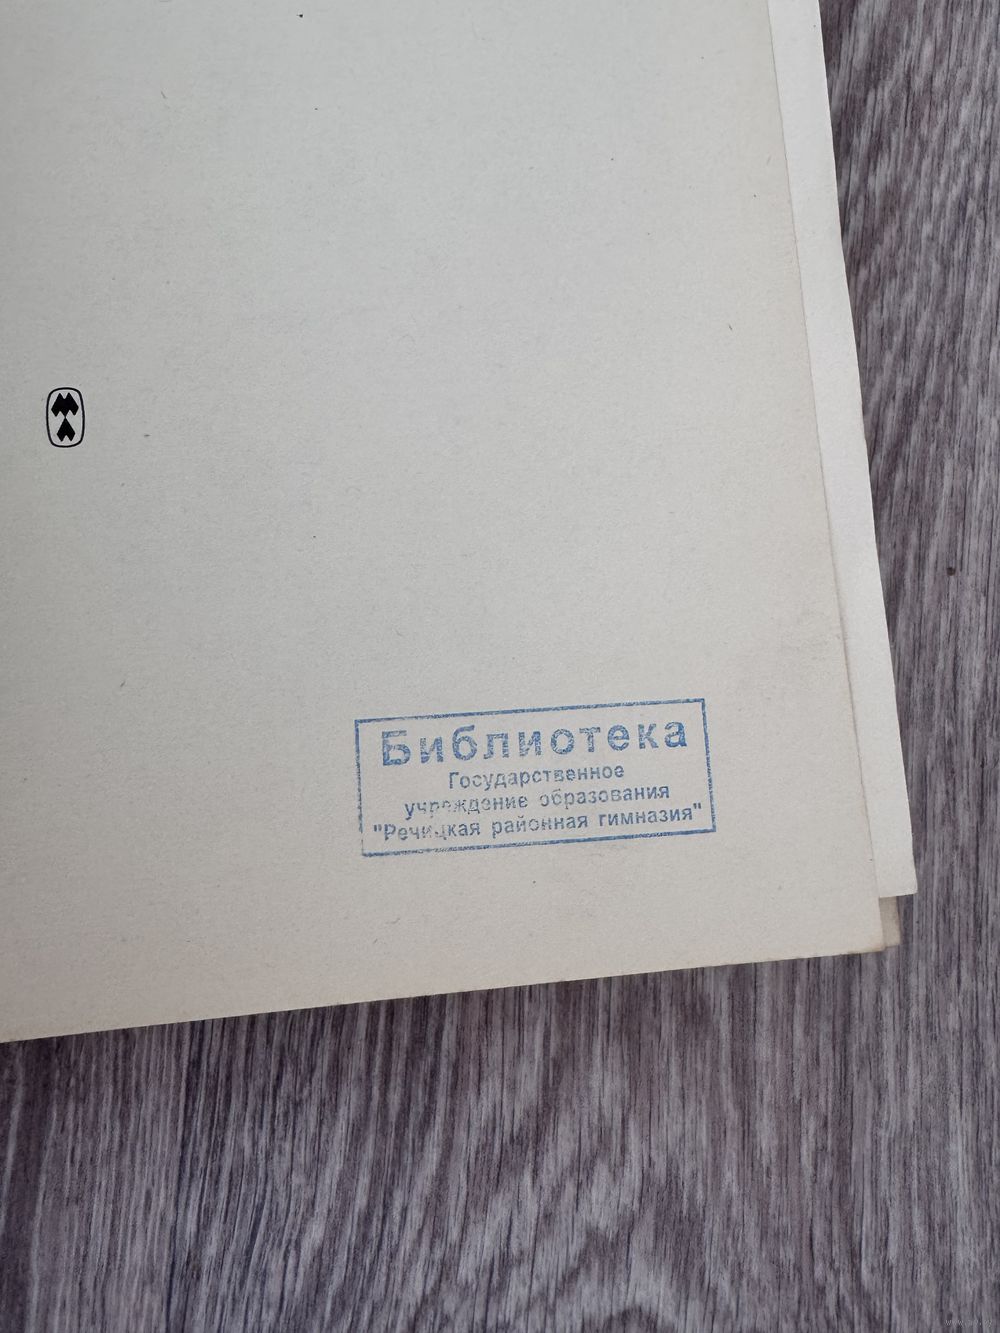 Библиотека
Государственное
учреждение образования
"Речицкая районная гимназия"